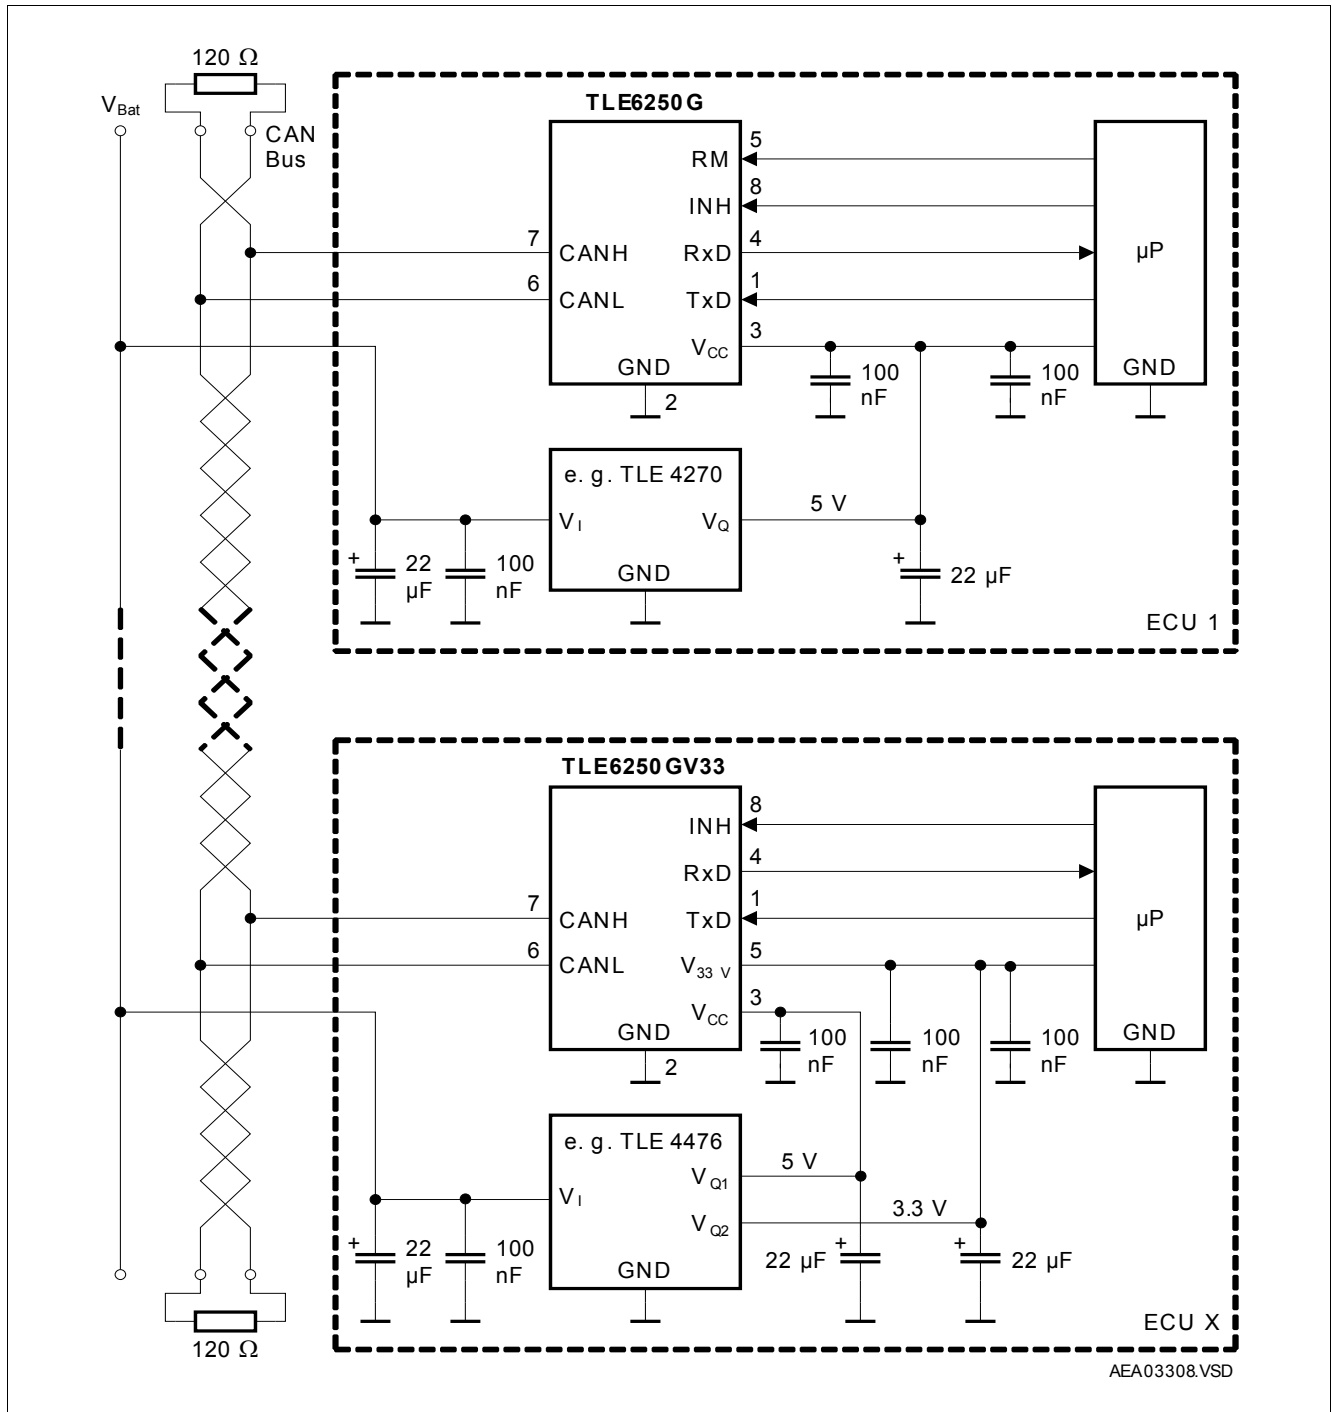 120 Ω
V_Bat
CAN
Bus
TLE6250G
RM
5
INH
8
7
CANH
RxD
4
µP
6
CANL
TxD
1
V_CC
3
GND
2
100
nF
100
nF
GND
e. g. TLE 4270
V_I
V_Q
5 V
GND
+
22
µF
100
nF
+
22 µF
ECU 1
TLE6250GV33
INH
8
RxD
4
7
CANH
TxD
1
µP
6
CANL
V_33 V
5
V_CC
3
GND
2
100
nF
100
nF
100
nF
GND
e. g. TLE 4476
V_I
V_Q1
5 V
V_Q2
3.3 V
GND
+
22
µF
100
nF
22 µF
+
+
22 µF
120 Ω
ECU X
AEA03308.VSD